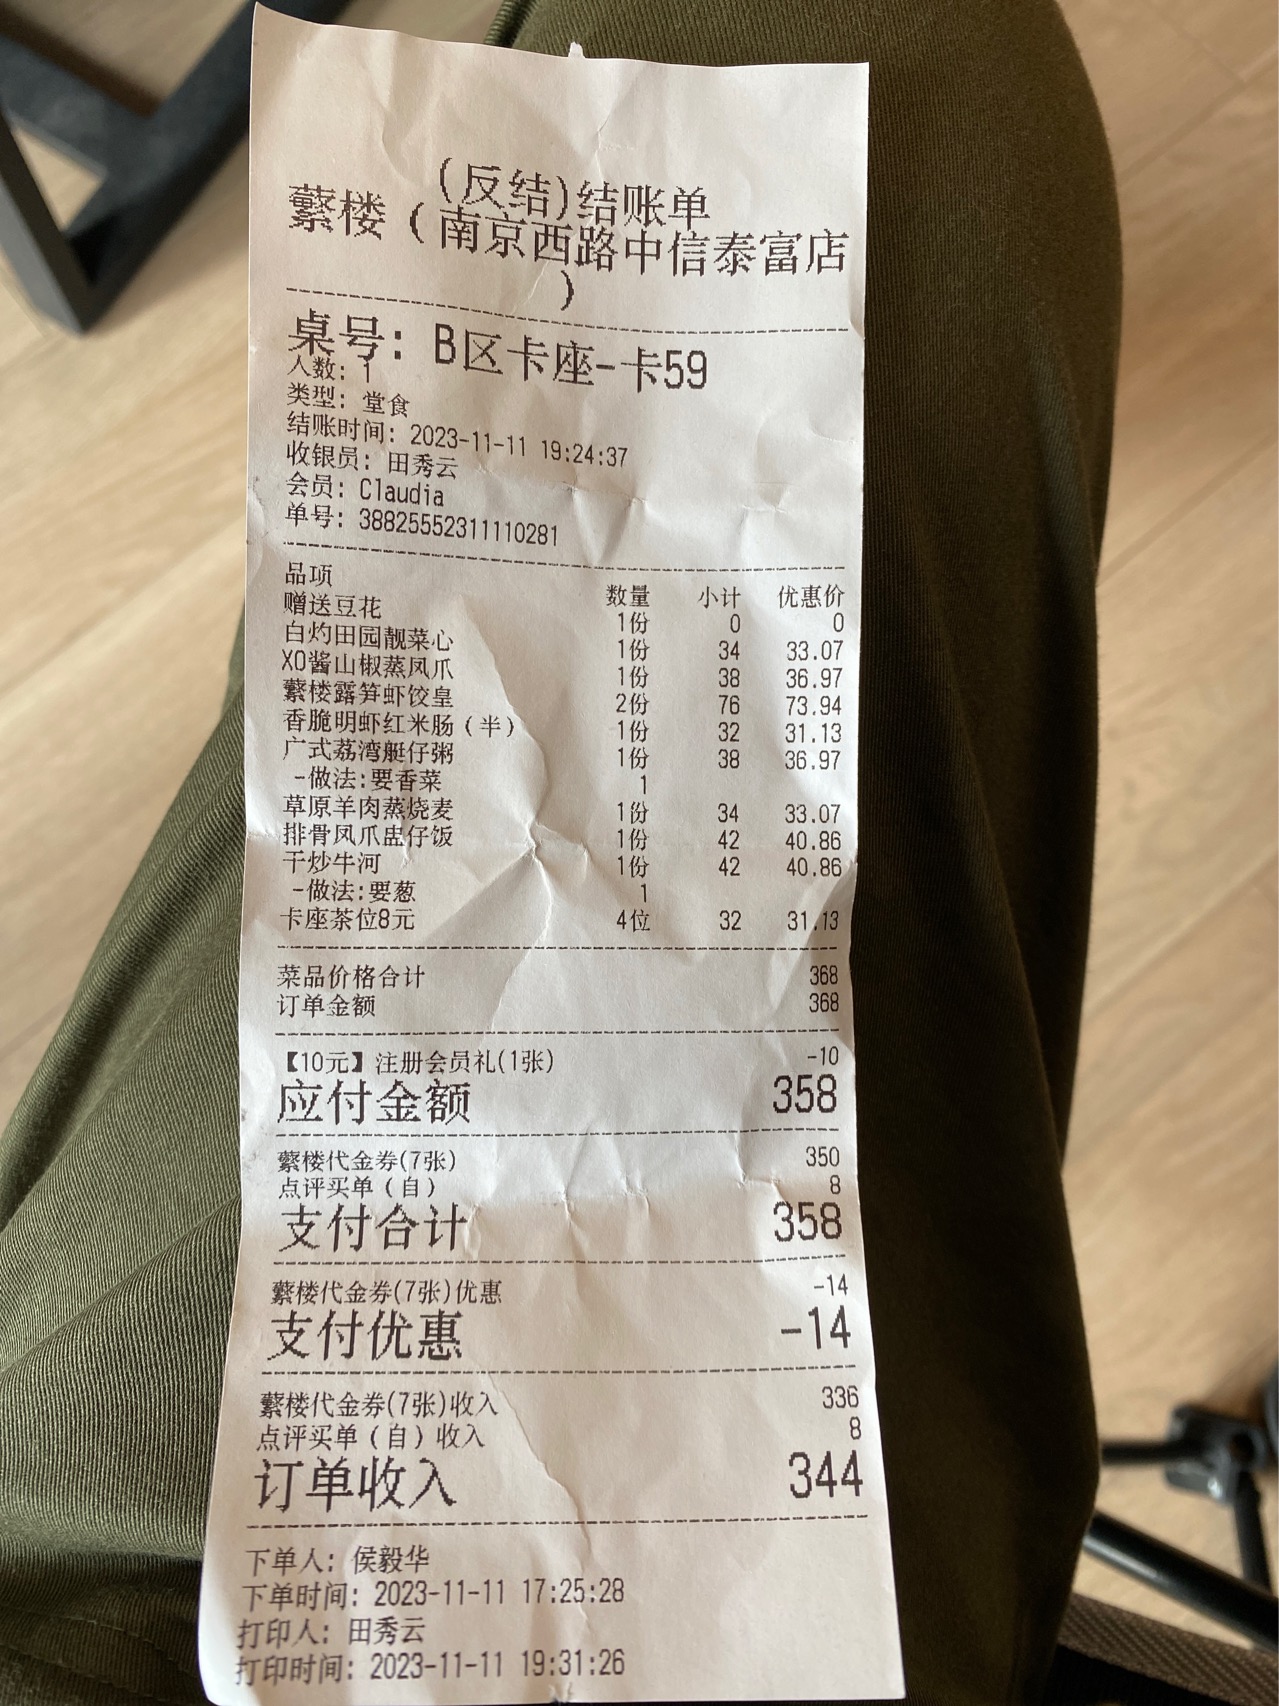 (反结)结账单
蘩楼（南京西路中信泰富店
）
桌号：B区卡座-卡59
人数：1
类型：堂食
结账时间：2023-11-11 19:24:37
收银员：田秀云
会员：Claudia
单号：38825552311110281
品项 数量 小计 优惠价
赠送豆花 1份 0 0
白灼田园靓菜心 1份 34 33.07
XO酱山椒蒸凤爪 1份 38 36.97
蘩楼露笋虾饺皇 2份 76 73.94
香脆明虾红米肠（半） 1份 32 31.13
广式荔湾艇仔粥 1份 38 36.97
-做法:要香菜 1
草原羊肉蒸烧麦 1份 34 33.07
排骨凤爪盅仔饭 1份 42 40.86
干炒牛河 1份 42 40.86
-做法:要葱 1
卡座茶位8元 4位 32 31.13
菜品价格合计 368
订单金额 368
【10元】注册会员礼(1张) -10
应付金额 358
蘩楼代金券(7张) 350
点评买单（自） 8
支付合计 358
蘩楼代金券(7张)优惠 -14
支付优惠 -14
蘩楼代金券(7张)收入 336
点评买单（自）收入 8
订单收入 344
下单人：侯毅华
下单时间：2023-11-11 17:25:28
打印人：田秀云
打印时间：2023-11-11 19:31:26